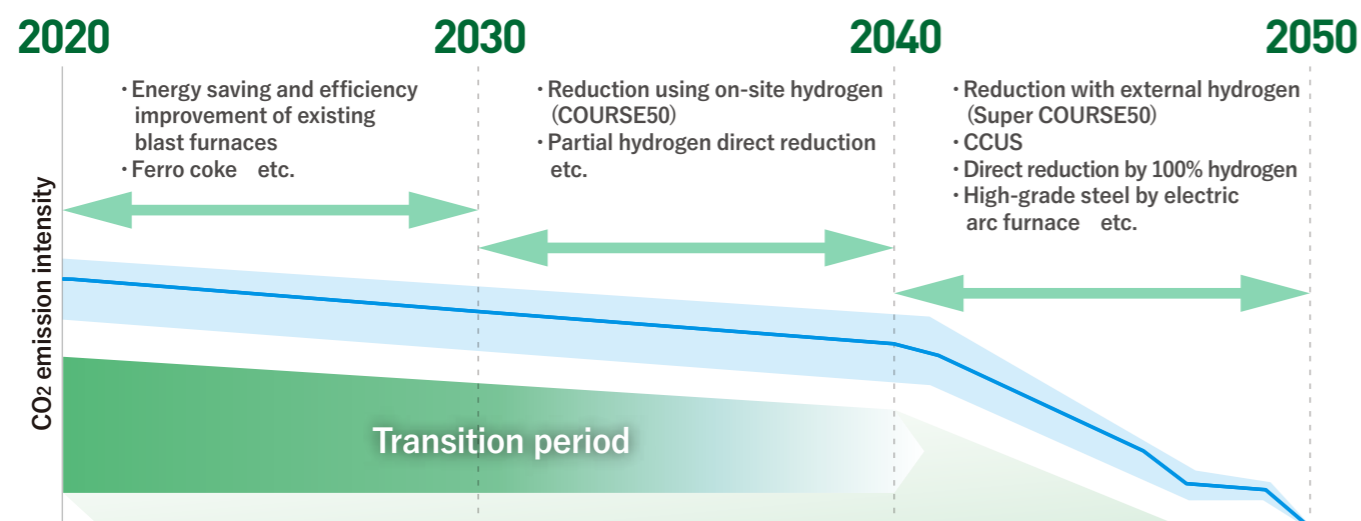 2020
2030
2040
2050
・Energy saving and efficiency
improvement of existing
blast furnaces
・Ferro coke etc.
・Reduction using on-site hydrogen
(COURSE50)
・Partial hydrogen direct reduction
etc.
・Reduction with external hydrogen
(Super COURSE50)
・CCUS
・Direct reduction by 100% hydrogen
・High-grade steel by electric
arc furnace etc.
CO2 emission intensity
Transition period